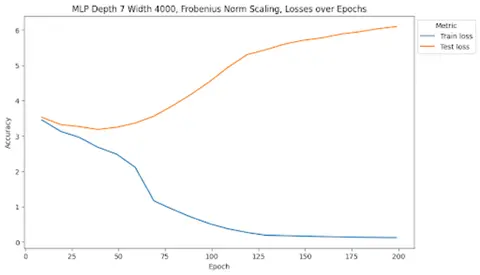 MLP Depth 7 Width 4000, Frobenius Norm Scaling, Losses over Epochs
Metric
Train loss
Test loss
Accuracy
6
5
4
3
2
1
0
0 25 50 75 100 125 150 175 200
Epoch